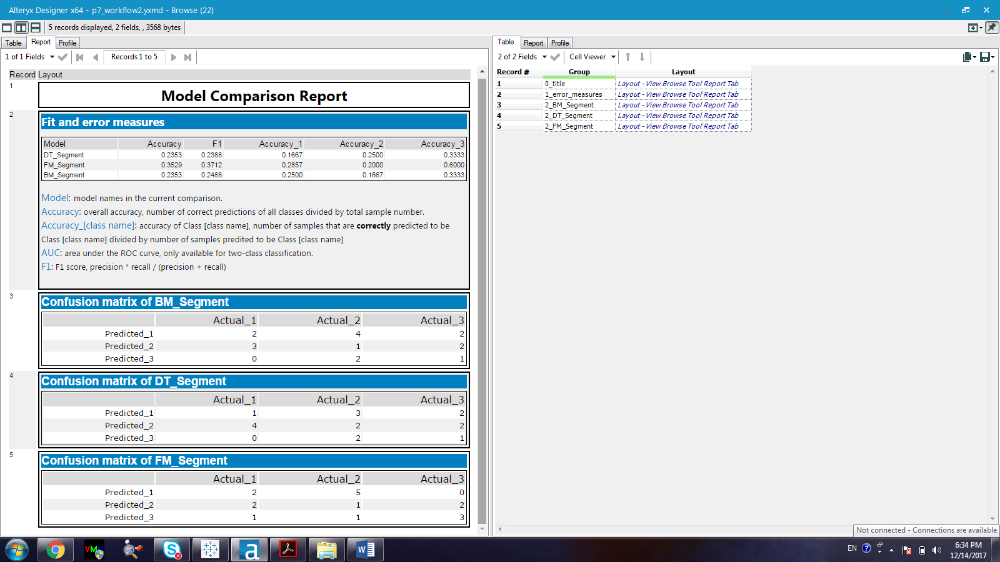 Alteryx Designer x64 - p7_workflow2.yxmd - Browse (22)
5 records displayed, 2 fields, , 3568 bytes
Table Report Profile
1 of 1 Fields Records 1 to 5
Record Layout
1
Model Comparison Report
2
Fit and error measures
Model Accuracy F1 Accuracy_1 Accuracy_2 Accuracy_3
DT_Segment 0.2353 0.2388 0.1667 0.2500 0.3333
FM_Segment 0.3529 0.3712 0.2857 0.2000 0.6000
BM_Segment 0.2353 0.2488 0.2500 0.1667 0.3333
Model: model names in the current comparison.
Accuracy: overall accuracy, number of correct predictions of all classes divided by total sample number.
Accuracy_[class name]: accuracy of Class [class name], number of samples that are correctly predicted to be
Class [class name] divided by number of samples predited to be Class [class name]
AUC: area under the ROC curve, only available for two-class classification.
F1: F1 score, precision * recall / (precision + recall)
3
Confusion matrix of BM_Segment
Actual_1 Actual_2 Actual_3
Predicted_1 2 4 2
Predicted_2 3 1 2
Predicted_3 0 2 1
4
Confusion matrix of DT_Segment
Actual_1 Actual_2 Actual_3
Predicted_1 1 3 2
Predicted_2 4 2 2
Predicted_3 0 2 1
5
Confusion matrix of FM_Segment
Actual_1 Actual_2 Actual_3
Predicted_1 2 5 0
Predicted_2 2 1 2
Predicted_3 1 1 3
Table Report Profile
2 of 2 Fields Cell Viewer
Record # Group Layout
1 0_title Layout - View Browse Tool Report Tab
2 1_error_measures Layout - View Browse Tool Report Tab
3 2_BM_Segment Layout - View Browse Tool Report Tab
4 2_DT_Segment Layout - View Browse Tool Report Tab
5 2_FM_Segment Layout - View Browse Tool Report Tab
Not connected - Connections are available
VMD
EN
6:34 PM
12/14/2017